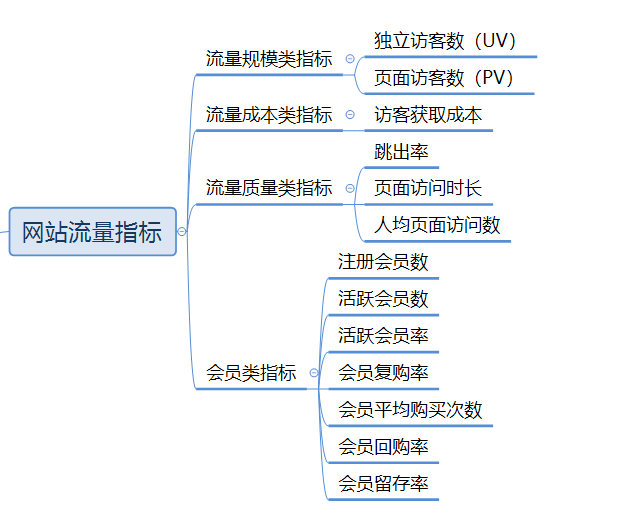 网站流量指标
流量规模类指标
独立访客数（UV）
页面访客数（PV）
流量成本类指标
访客获取成本
流量质量类指标
跳出率
页面访问时长
人均页面访问数
会员类指标
注册会员数
活跃会员数
活跃会员率
会员复购率
会员平均购买次数
会员回购率
会员留存率